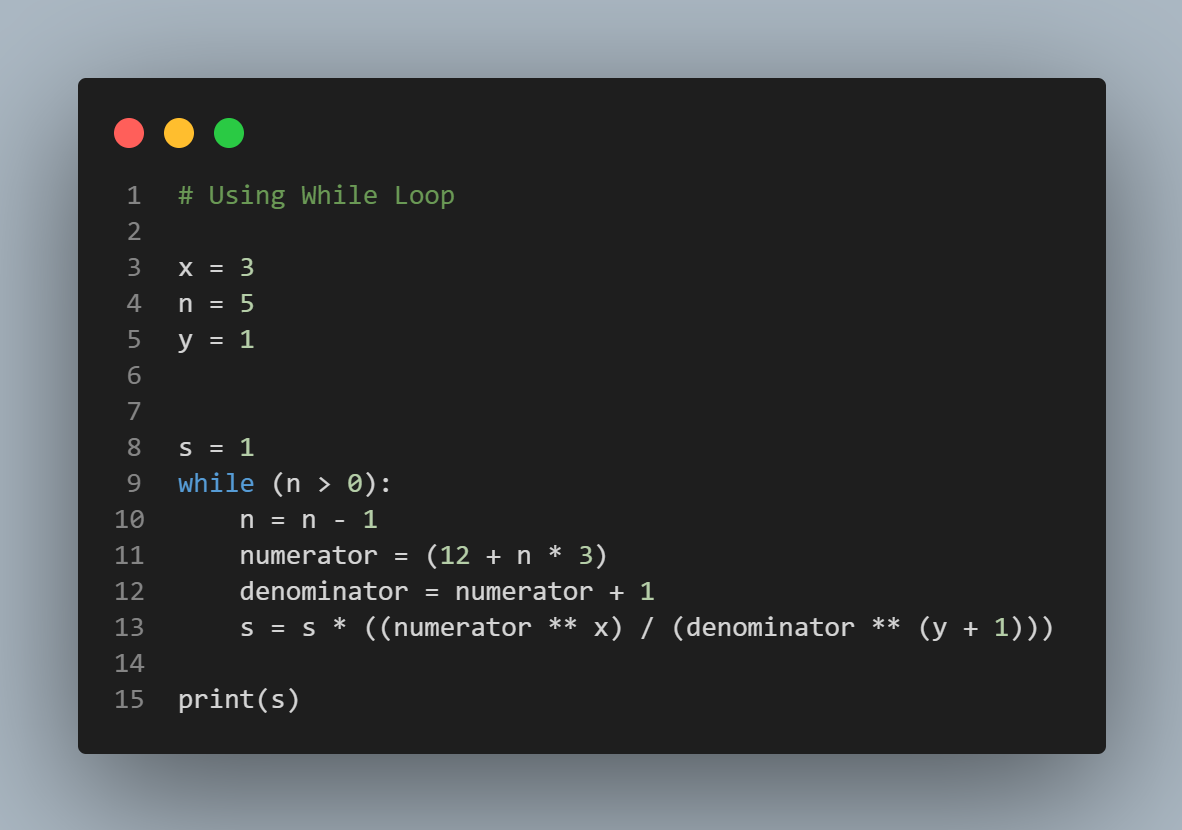 1 # Using While Loop
2
3 x = 3
4 n = 5
5 y = 1
6
7
8 s = 1
9 while (n > 0):
10     n = n - 1
11     numerator = (12 + n * 3)
12     denominator = numerator + 1
13     s = s * ((numerator ** x) / (denominator ** (y + 1)))
14
15 print(s)